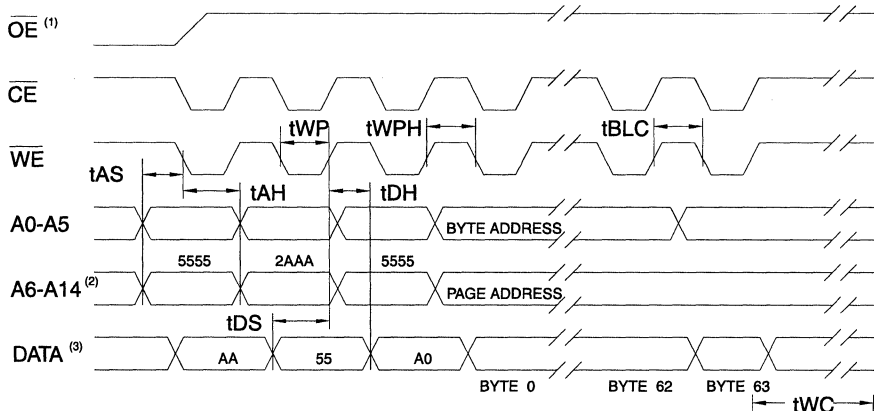 OE (1)
CE
tWP tWPH tBLC
WE
tAS
tAH tDH
A0-A5 BYTE ADDRESS
5555 2AAA 5555
A6-A14 (2) PAGE ADDRESS
tDS
DATA (3) AA 55 A0
BYTE 0 BYTE 62 BYTE 63
tWC